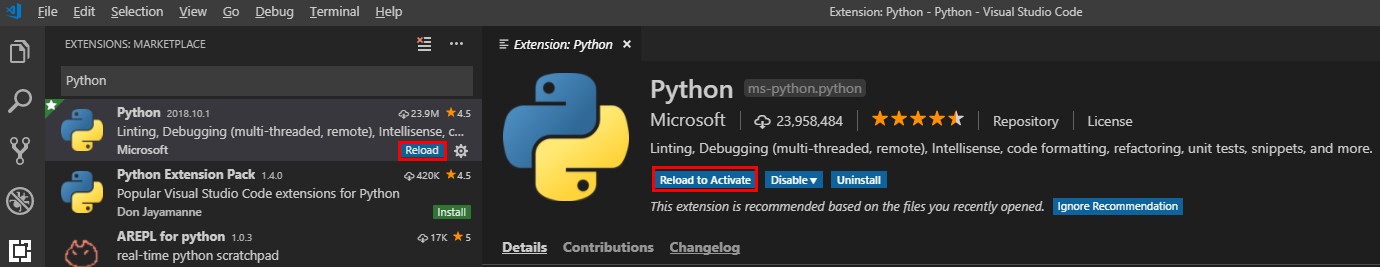 File Edit Selection View Go Debug Terminal Help Extension: Python - Python - Visual Studio Code
EXTENSIONS: MARKETPLACE
Python
Python 2018.10.1 23.9M 4.5
Linting, Debugging (multi-threaded, remote), Intellisense, c...
Microsoft Reload
Python Extension Pack 1.4.0 420K 4.5
Popular Visual Studio Code extensions for Python
Don Jayamanne Install
AREPL for python 1.0.3 17K 5
real-time python scratchpad
Extension: Python
Python ms-python.python
Microsoft 23,958,484 Repository License
Linting, Debugging (multi-threaded, remote), Intellisense, code formatting, refactoring, unit tests, snippets, and more.
Reload to Activate Disable Uninstall
This extension is recommended based on the files you recently opened. Ignore Recommendation
Details Contributions Changelog